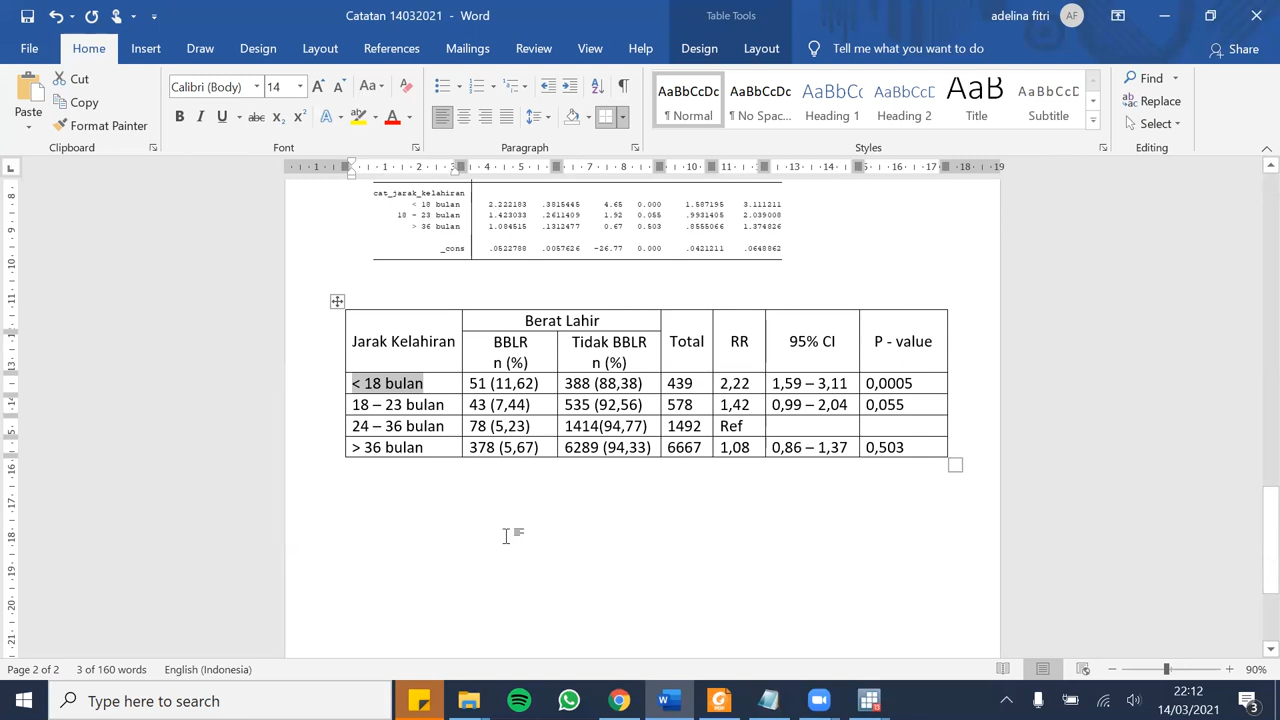 Catatan 14032021 - Word
Table Tools
adelina fitri
AF
File Home Insert Draw Design Layout References Mailings Review View Help Design Layout Tell me what you want to do Share
Paste
Cut
Copy
Format Painter
Clipboard
Calibri (Body) 14
Font
Paragraph
AaBbCcDc
¶ Normal
AaBbCcDc
¶ No Spac...
AaBbCc
Heading 1
AaBbCcC
Heading 2
AaB
Title
AaBbCcD
Subtitle
Styles
Find
Replace
Select
Editing
cat_jarak_kelahiran
< 18 bulan 2.222183 .3815445 4.65 0.000 1.587195 3.111211
18 - 23 bulan 1.423033 .2611409 1.92 0.055 .9931405 2.039008
> 36 bulan 1.084515 .1312477 0.67 0.503 .8555066 1.374826
_cons .0522788 .0057626 -26.77 0.000 .0421211 .0648862
Jarak Kelahiran Berat Lahir Total RR 95% CI P - value
BBLR Tidak BBLR
n (%) n (%)
< 18 bulan 51 (11,62) 388 (88,38) 439 2,22 1,59 – 3,11 0,0005
18 – 23 bulan 43 (7,44) 535 (92,56) 578 1,42 0,99 – 2,04 0,055
24 – 36 bulan 78 (5,23) 1414(94,77) 1492 Ref
> 36 bulan 378 (5,67) 6289 (94,33) 6667 1,08 0,86 – 1,37 0,503
Page 2 of 2 3 of 160 words English (Indonesia) 90%
Type here to search
22:12
14/03/2021
3